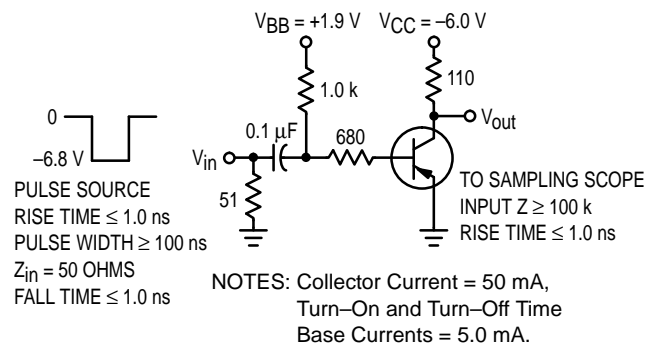 VBB = +1.9 V
VCC = –6.0 V
1.0 k
110
0
Vout
0.1 µF
680
–6.8 V
Vin
51
PULSE SOURCE
RISE TIME ≤ 1.0 ns
PULSE WIDTH ≥ 100 ns
Zin = 50 OHMS
FALL TIME ≤ 1.0 ns
TO SAMPLING SCOPE
INPUT Z ≥ 100 k
RISE TIME ≤ 1.0 ns
NOTES: Collector Current = 50 mA,
Turn–On and Turn–Off Time
Base Currents = 5.0 mA.